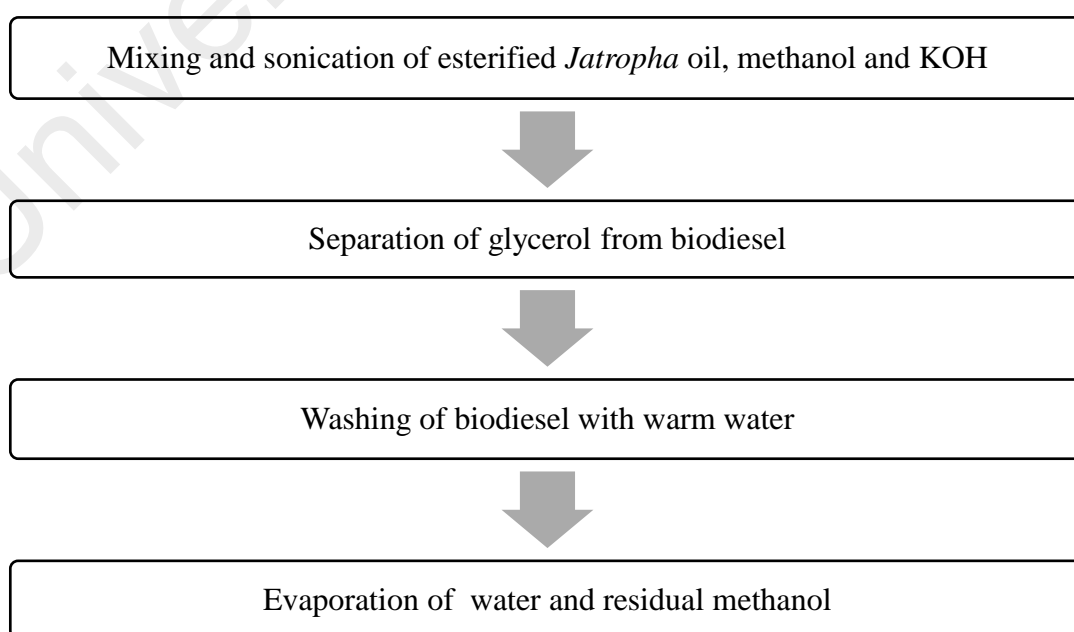 Mixing and sonication of esterified Jatropha oil, methanol and KOH
Separation of glycerol from biodiesel
Washing of biodiesel with warm water
Evaporation of water and residual methanol